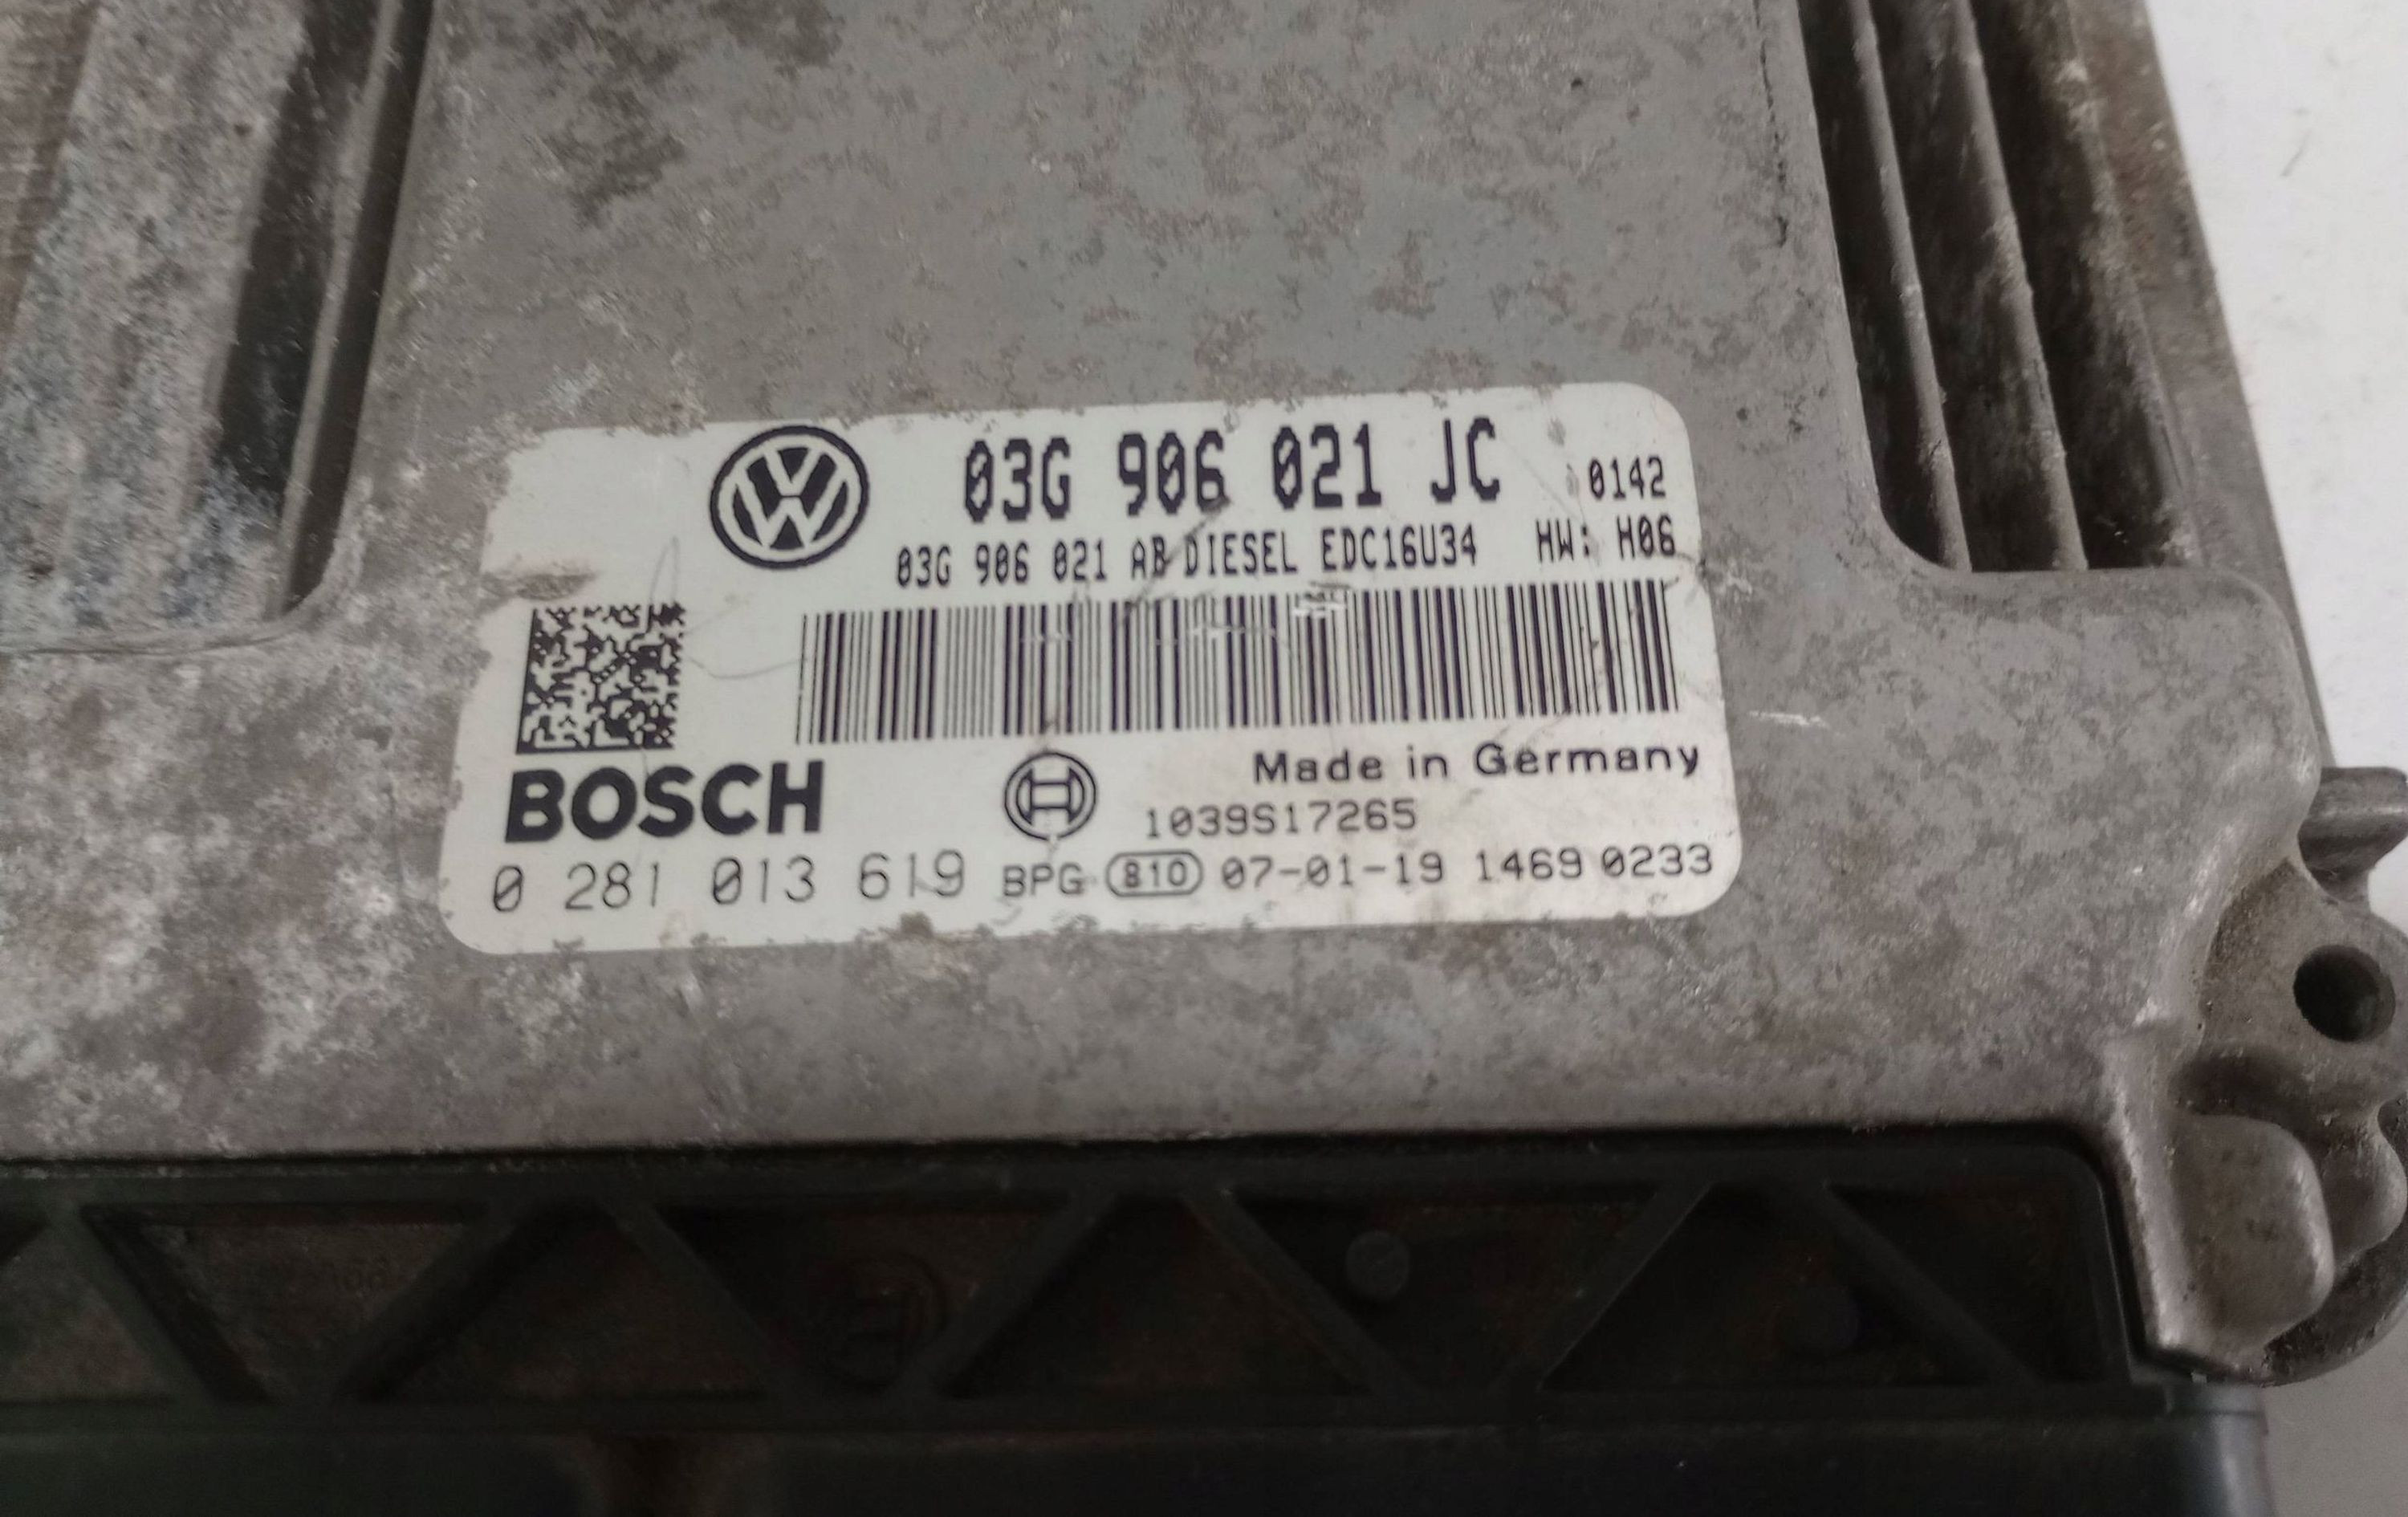 03G 906 021 JC 0142
03G 906 021 AB DIESEL EDC16U34 HW: H06
BOSCH
Made in Germany
1039S17265
0 281 013 619 BPG 810 07-01-19 1469 0233